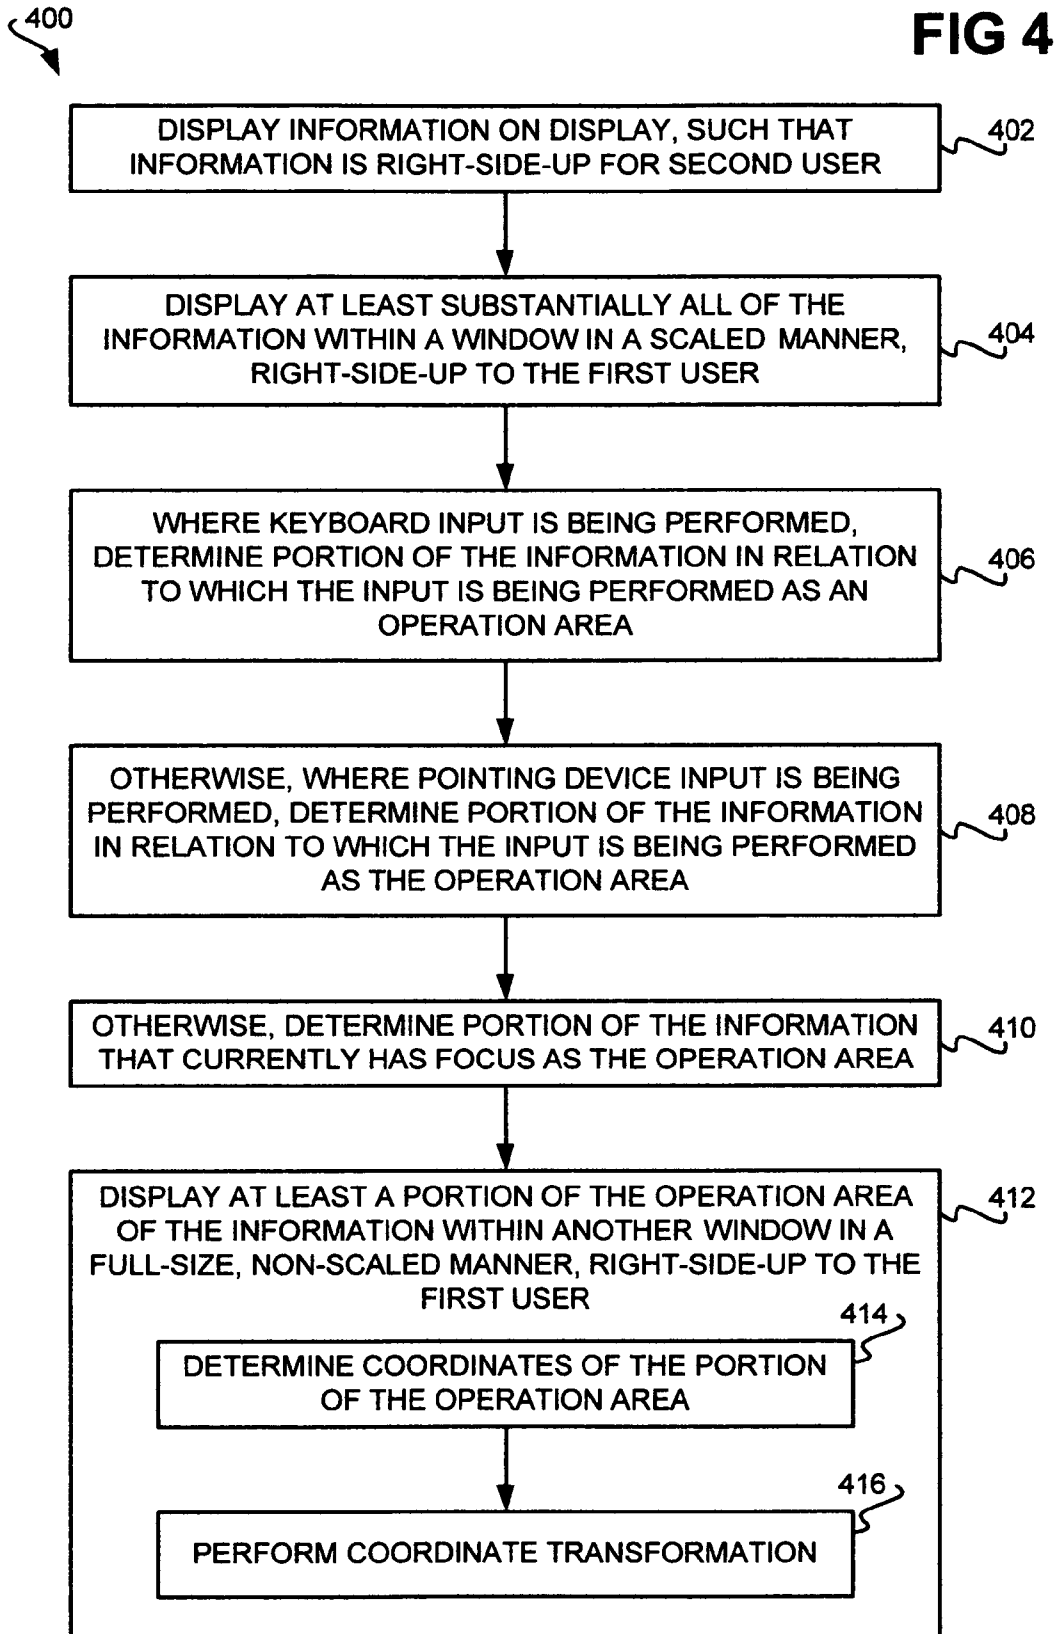 400
FIG 4
DISPLAY INFORMATION ON DISPLAY, SUCH THAT
INFORMATION IS RIGHT-SIDE-UP FOR SECOND USER
402
DISPLAY AT LEAST SUBSTANTIALLY ALL OF THE
INFORMATION WITHIN A WINDOW IN A SCALED MANNER,
RIGHT-SIDE-UP TO THE FIRST USER
404
WHERE KEYBOARD INPUT IS BEING PERFORMED,
DETERMINE PORTION OF THE INFORMATION IN RELATION
TO WHICH THE INPUT IS BEING PERFORMED AS AN
OPERATION AREA
406
OTHERWISE, WHERE POINTING DEVICE INPUT IS BEING
PERFORMED, DETERMINE PORTION OF THE INFORMATION
IN RELATION TO WHICH THE INPUT IS BEING PERFORMED
AS THE OPERATION AREA
408
OTHERWISE, DETERMINE PORTION OF THE INFORMATION
THAT CURRENTLY HAS FOCUS AS THE OPERATION AREA
410
DISPLAY AT LEAST A PORTION OF THE OPERATION AREA
OF THE INFORMATION WITHIN ANOTHER WINDOW IN A
FULL-SIZE, NON-SCALED MANNER, RIGHT-SIDE-UP TO THE
FIRST USER
412
414
DETERMINE COORDINATES OF THE PORTION
OF THE OPERATION AREA
416
PERFORM COORDINATE TRANSFORMATION